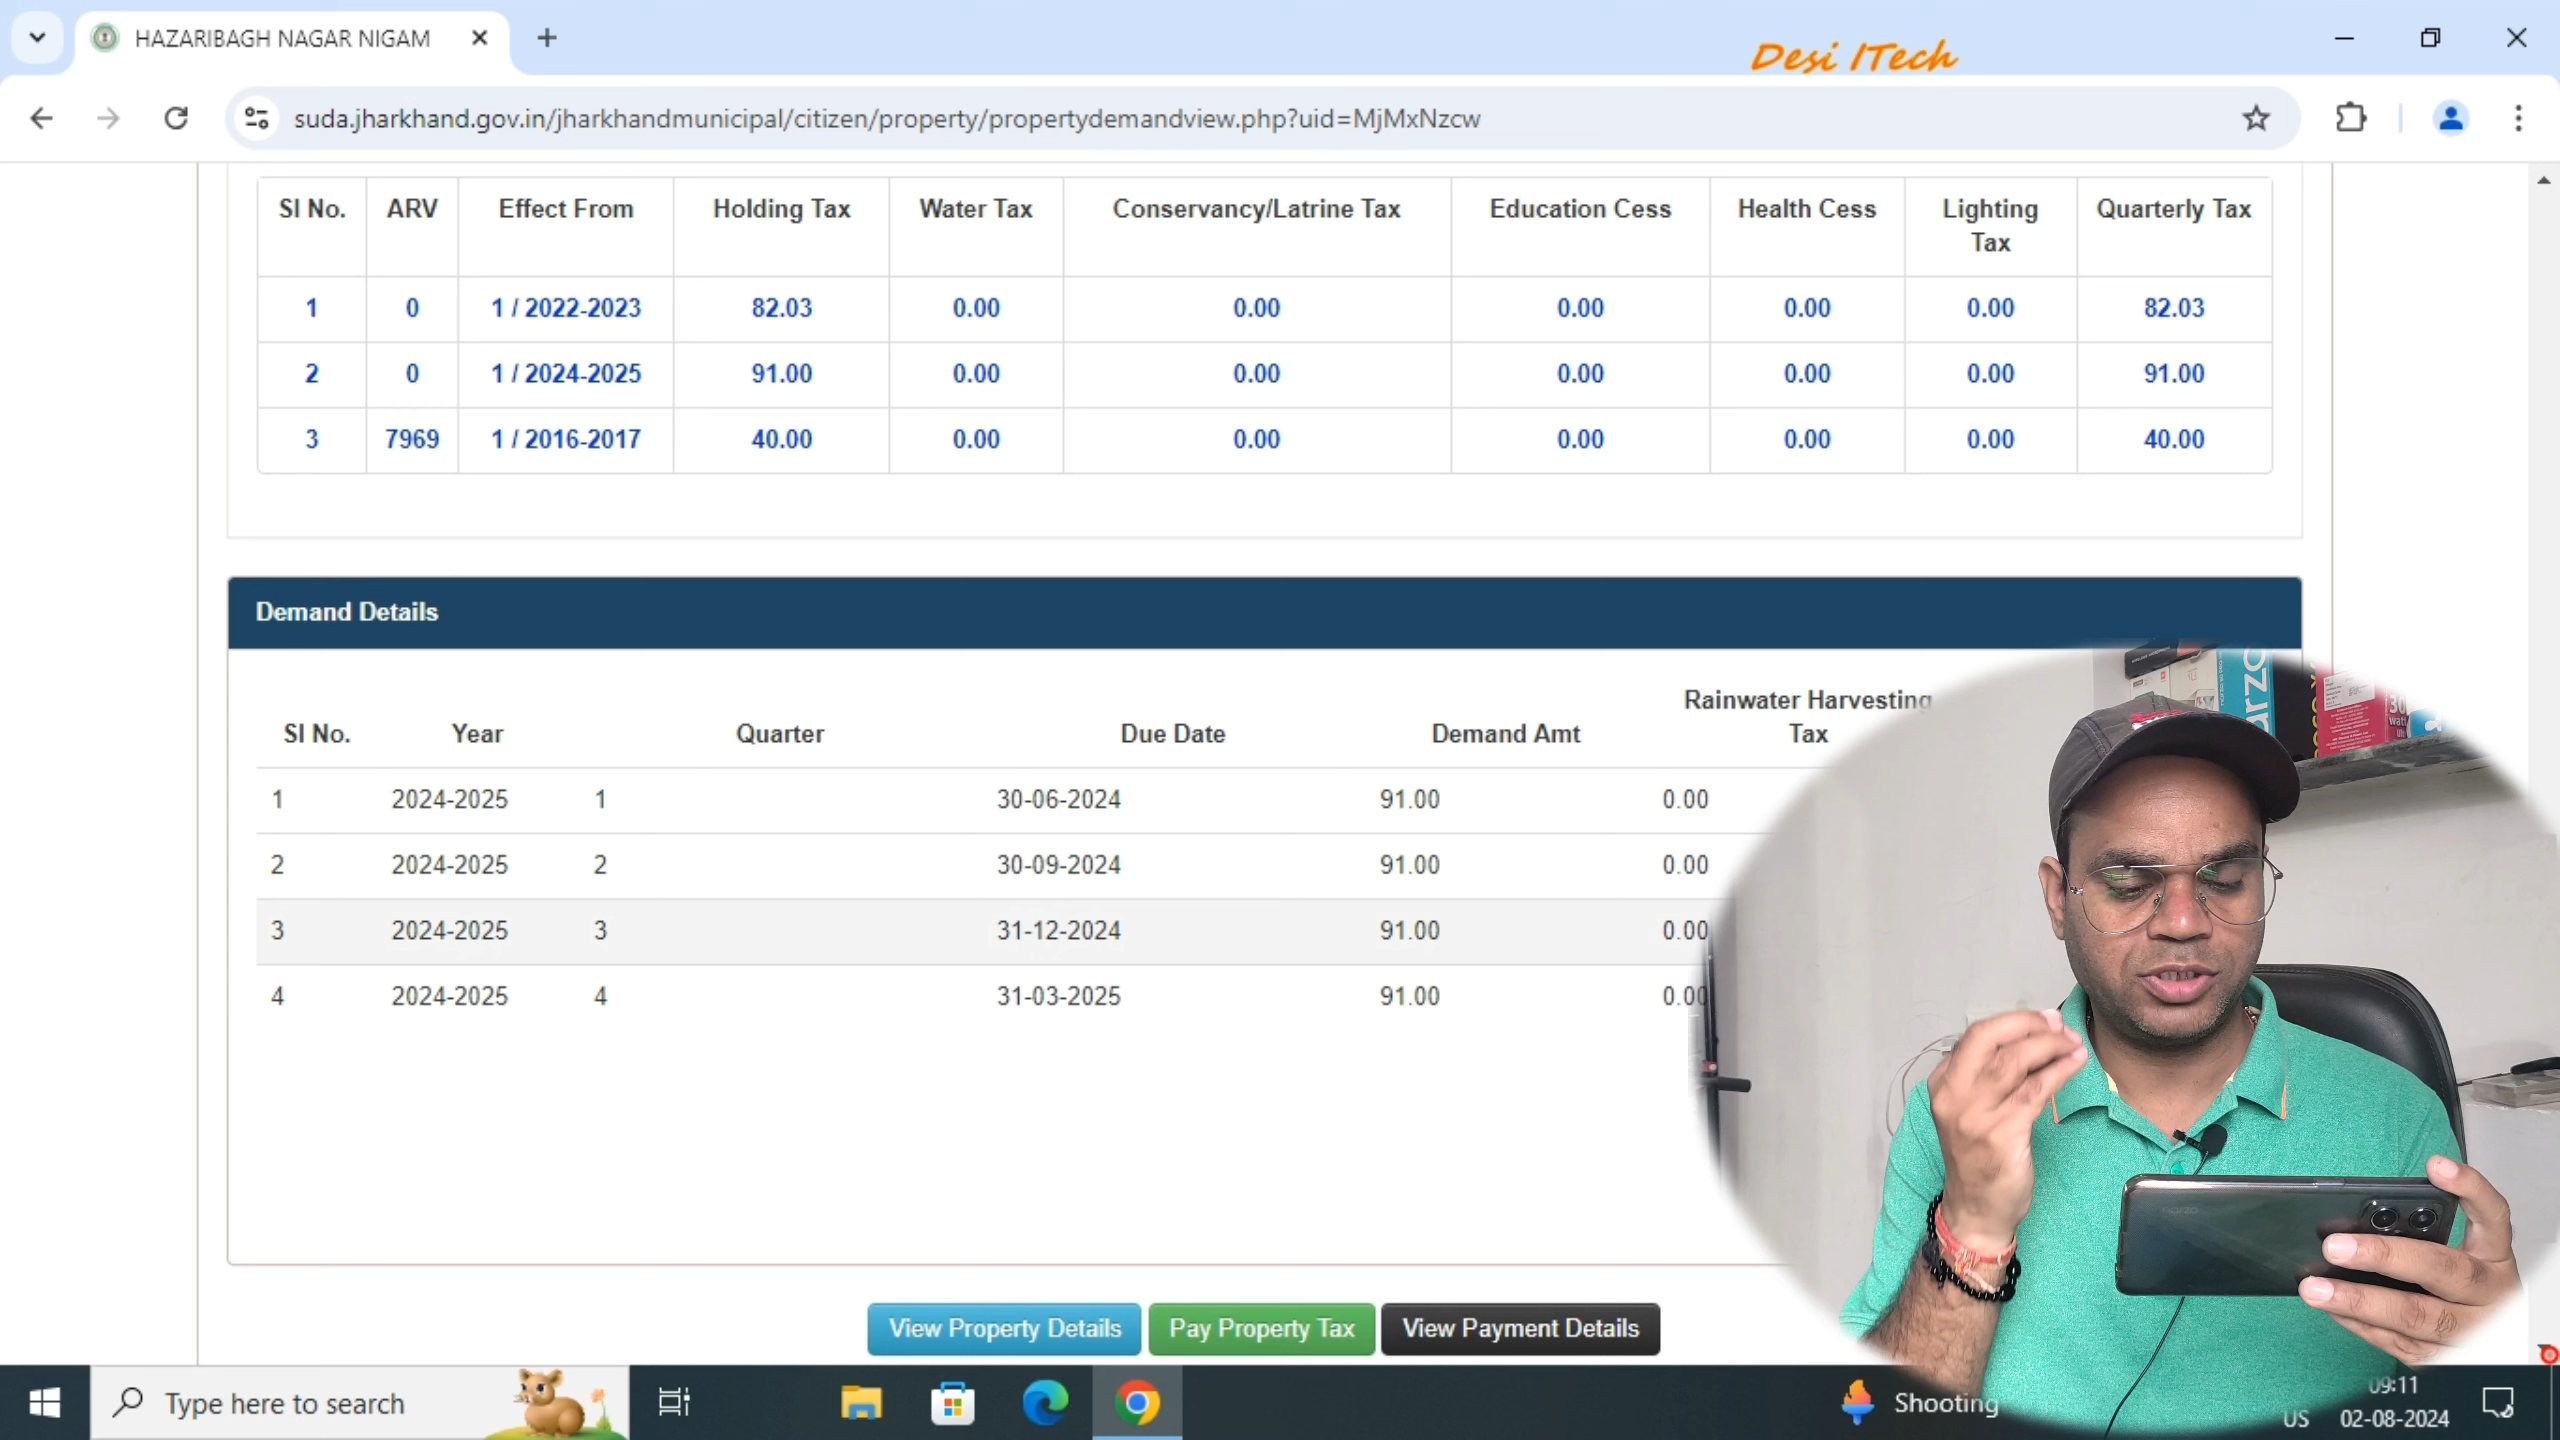 HAZARIBAGH NAGAR NIGAM
Desi ITech
suda.jharkhand.gov.in/jharkhandmunicipal/citizen/property/propertydemandview.php?uid=MjMxNzcw
Sl No. ARV Effect From Holding Tax Water Tax Conservancy/Latrine Tax Education Cess Health Cess Lighting Tax Quarterly Tax
1 0 1 / 2022-2023 82.03 0.00 0.00 0.00 0.00 0.00 82.03
2 0 1 / 2024-2025 91.00 0.00 0.00 0.00 0.00 0.00 91.00
3 7969 1 / 2016-2017 40.00 0.00 0.00 0.00 0.00 0.00 40.00
Demand Details
Sl No. Year Quarter Due Date Demand Amt Rainwater Harvesting Tax
1 2024-2025 1 30-06-2024 91.00 0.00
2 2024-2025 2 30-09-2024 91.00 0.00
3 2024-2025 3 31-12-2024 91.00 0.00
4 2024-2025 4 31-03-2025 91.00 0.00
View Property Details
Pay Property Tax
View Payment Details
Type here to search
Shooting
09:11
US 02-08-2024
narzo